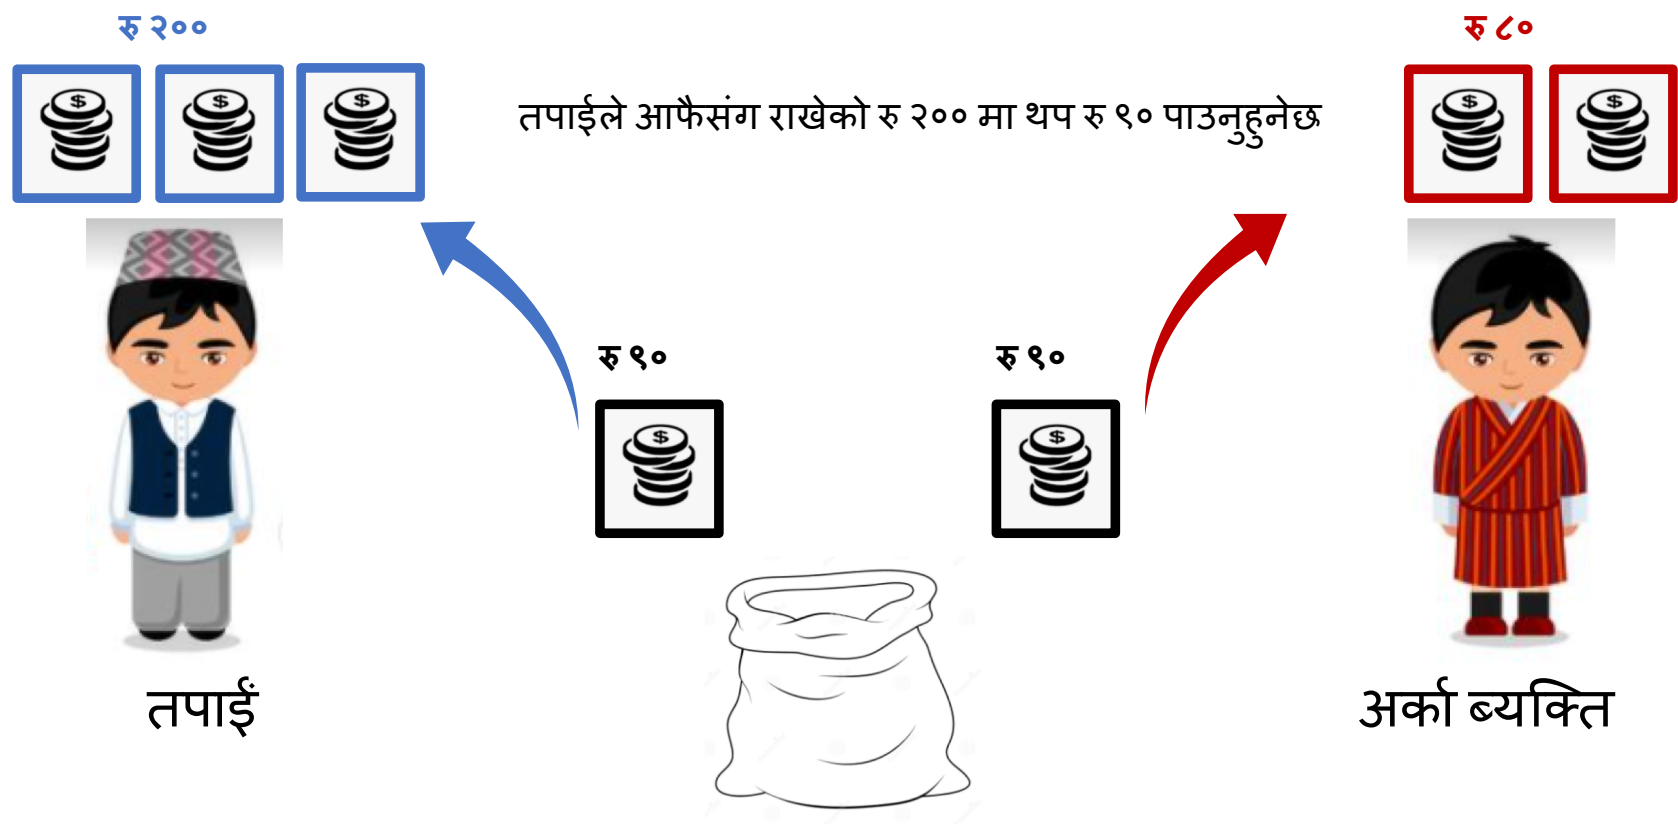 रु २००
रु ८०
तपाईले आफैसंग राखेको रु २०० मा थप रु ९० पाउनुहुनेछ
रु ९०
रु ९०
तपाईं
अर्का ब्यक्ति